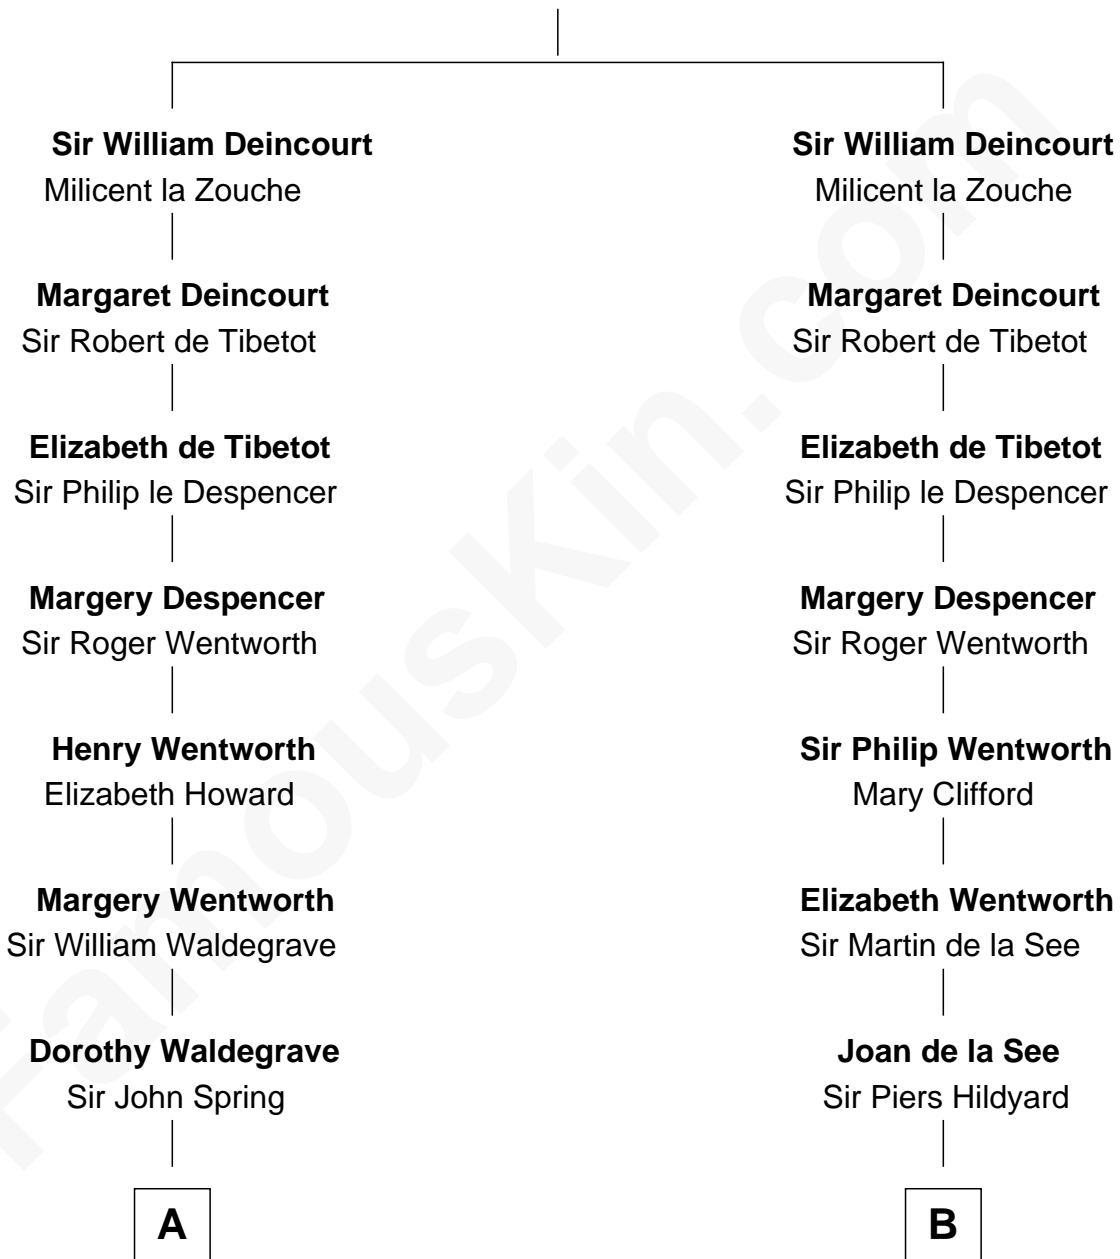 Sir William Deincourt
Milicent la Zouche
Margaret Deincourt
Sir Robert de Tibetot
Elizabeth de Tibetot
Sir Philip le Despencer
Margery Despencer
Sir Roger Wentworth
Henry Wentworth
Elizabeth Howard
Margery Wentworth
Sir William Waldegrave
Dorothy Waldegrave
Sir John Spring
A
Sir William Deincourt
Milicent la Zouche
Margaret Deincourt
Sir Robert de Tibetot
Elizabeth de Tibetot
Sir Philip le Despencer
Margery Despencer
Sir Roger Wentworth
Sir Philip Wentworth
Mary Clifford
Elizabeth Wentworth
Sir Martin de la See
Joan de la See
Sir Piers Hildyard
B
FamousKin.com